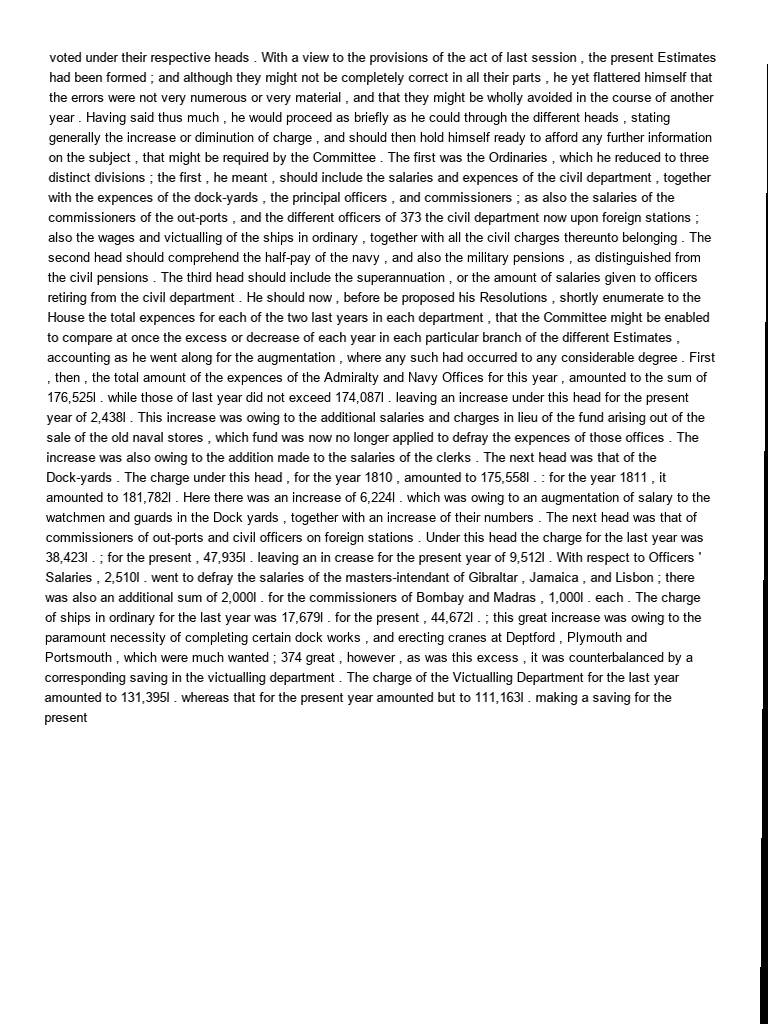 voted under their respective heads . With a view to the provisions of the act of last session , the present Estimates
had been formed ; and although they might not be completely correct in all their parts , he yet flattered himself that
the errors were not very numerous or very material , and that they might be wholly avoided in the course of another
year . Having said thus much , he would proceed as briefly as he could through the different heads , stating
generally the increase or diminution of charge , and should then hold himself ready to afford any further information
on the subject , that might be required by the Committee . The first was the Ordinaries , which he reduced to three
distinct divisions ; the first , he meant , should include the salaries and expences of the civil department , together
with the expences of the dock-yards , the principal officers , and commissioners ; as also the salaries of the
commissioners of the out-ports , and the different officers of 373 the civil department now upon foreign stations ;
also the wages and victualling of the ships in ordinary , together with all the civil charges thereunto belonging . The
second head should comprehend the half-pay of the navy , and also the military pensions , as distinguished from
the civil pensions . The third head should include the superannuation , or the amount of salaries given to officers
retiring from the civil department . He should now , before be proposed his Resolutions , shortly enumerate to the
House the total expences for each of the two last years in each department , that the Committee might be enabled
to compare at once the excess or decrease of each year in each particular branch of the different Estimates ,
accounting as he went along for the augmentation , where any such had occurred to any considerable degree . First
, then , the total amount of the expences of the Admiralty and Navy Offices for this year , amounted to the sum of
176,525l . while those of last year did not exceed 174,087l . leaving an increase under this head for the present
year of 2,438l . This increase was owing to the additional salaries and charges in lieu of the fund arising out of the
sale of the old naval stores , which fund was now no longer applied to defray the expences of those offices . The
increase was also owing to the addition made to the salaries of the clerks . The next head was that of the
Dock-yards . The charge under this head , for the year 1810 , amounted to 175,558l . : for the year 1811 , it
amounted to 181,782l . Here there was an increase of 6,224l . which was owing to an augmentation of salary to the
watchmen and guards in the Dock yards , together with an increase of their numbers . The next head was that of
commissioners of out-ports and civil officers on foreign stations . Under this head the charge for the last year was
38,423l . ; for the present , 47,935l . leaving an in crease for the present year of 9,512l . With respect to Officers '
Salaries , 2,510l . went to defray the salaries of the masters-intendant of Gibraltar , Jamaica , and Lisbon ; there
was also an additional sum of 2,000l . for the commissioners of Bombay and Madras , 1,000l . each . The charge
of ships in ordinary for the last year was 17,679l . for the present , 44,672l . ; this great increase was owing to the
paramount necessity of completing certain dock works , and erecting cranes at Deptford , Plymouth and
Portsmouth , which were much wanted ; 374 great , however , as was this excess , it was counterbalanced by a
corresponding saving in the victualling department . The charge of the Victualling Department for the last year
amounted to 131,395l . whereas that for the present year amounted but to 111,163l . making a saving for the
present